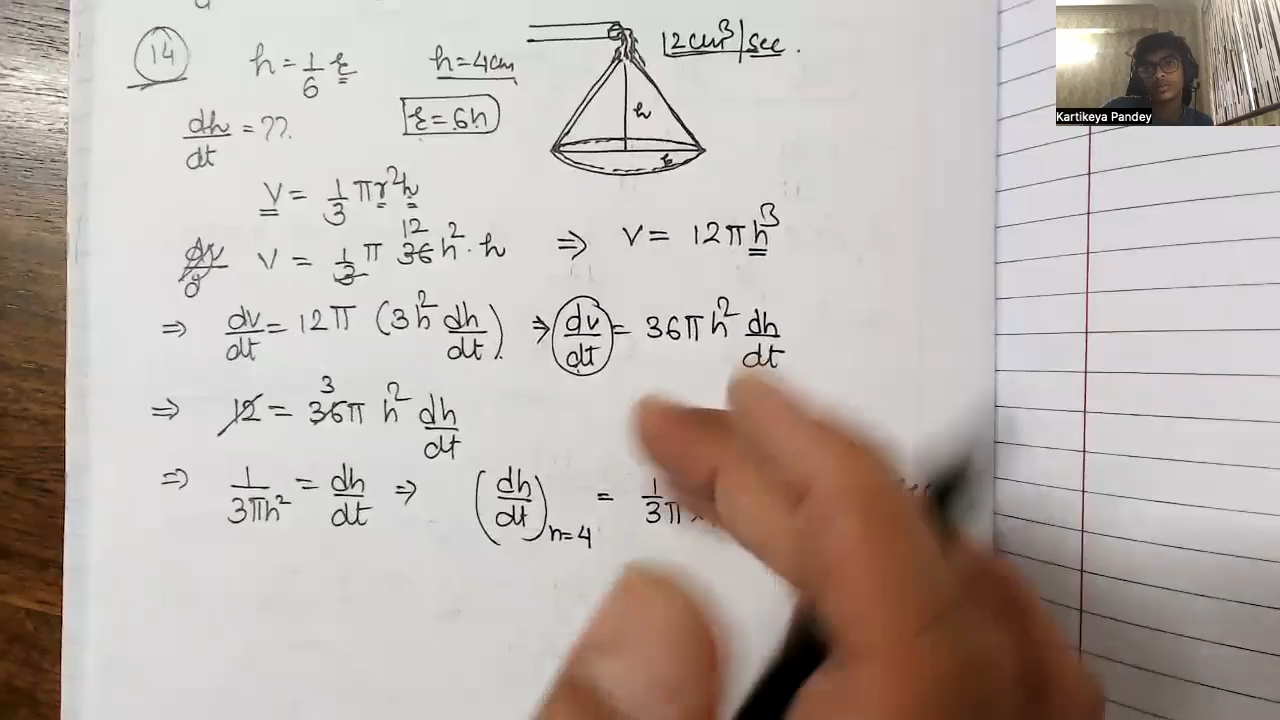 14
h = 1/6 r
h = 4cm
12cm³/sec.
dh/dt = ??.
r = 6h
h
r
V = 1/3 πr²h
V = 1/3 π 36 12 h² · h ⇒ V = 12πh³
⇒ dv/dt = 12π (3h² dh/dt). ⇒ dv/dt = 36πh² dh/dt
⇒ 12 = 36 3 π h² dh/dt
⇒ 1/3πh² = dh/dt ⇒ (dh/dt)h=4 = 1/3π
Kartikeya Pandey